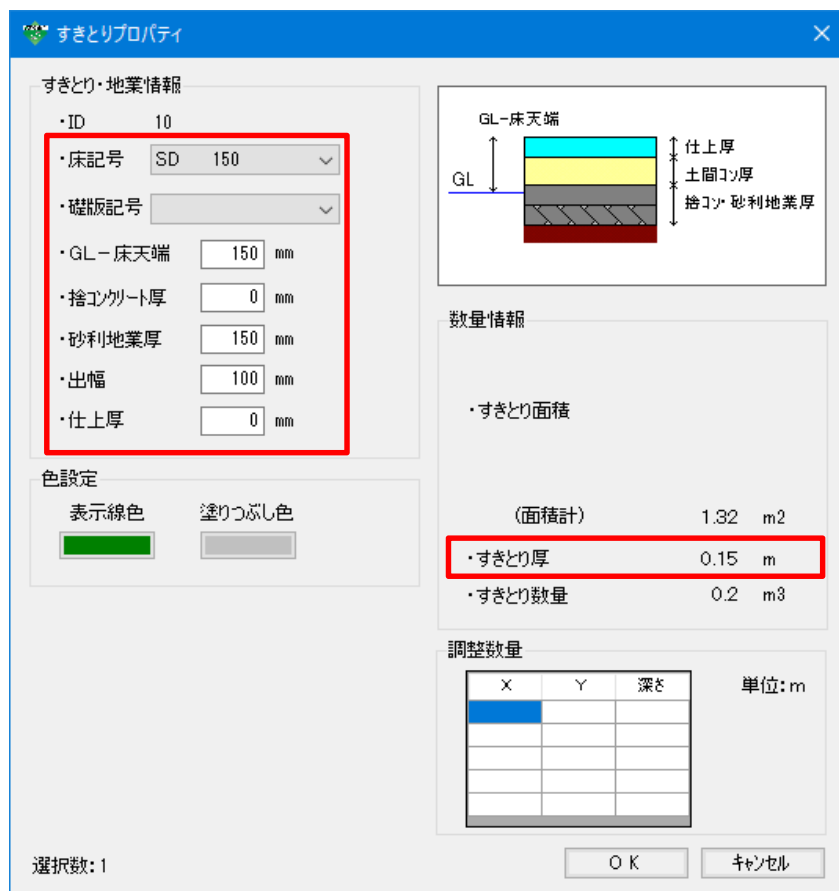 すきとりプロパティ
すきとり・地業情報
・ID 10
・床記号 SD 150
・礎版記号
・GL－床天端 150 mm
・捨コンクリート厚 0 mm
・砂利地業厚 150 mm
・出幅 100 mm
・仕上厚 0 mm
色設定
表示線色 塗りつぶし色
GL-床天端
GL
仕上厚
土間コン厚
捨コン・砂利地業厚
数量情報
・すきとり面積
(面積計) 1.32 m2
・すきとり厚 0.15 m
・すきとり数量 0.2 m3
調整数量
X Y 深さ
単位：m
選択数：1
ＯＫ
キャンセル